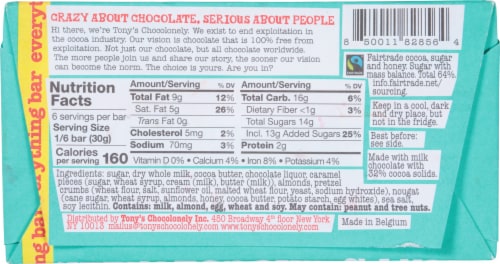 CRAZY ABOUT CHOCOLATE, SERIOUS ABOUT PEOPLE
Hi there, we're Tony's Chocolonely. We exist to end exploitation in
the cocoa industry. Our vision is chocolate that is 100% free from
exploitation. Not just our chocolate, but all chocolate worldwide.
The more people join us and share our story, the sooner our vision
can become the norm. The choice is yours. Are you in?
8 50011 82856 4
FAIRTRADE
Fairtrade cocoa, sugar
and honey. Sugar with
mass balance. Total 64%.
info.fairtrade.net/
sourcing.
Keep in a cool, dark
and dry place, but
not in the fridge.
Best before:
see side.
Made with milk
chocolate with
32% cocoa solids.
Made in Belgium
everything bar everyt
Nutrition
Facts
6 servings per bar
Serving Size
1/6 bar (30g)
Calories
per serving 160
Amount/Serving % DV
Total Fat 9g 12%
Sat. Fat 5g 26%
Trans Fat 0g
Cholesterol 5mg 2%
Sodium 70mg 3%
Amount/Serving % DV
Total Carb. 16g 6%
Dietary Fiber <1g 3%
Total Sugars 14g
Incl. 13g Added Sugars 25%
Protein 2g
Vitamin D 0% • Calcium 4% • Iron 8% • Potassium 4%
Ingredients: sugar, dry whole milk, cocoa butter, chocolate liquor, caramel
pieces (sugar, wheat syrup, cream (milk), butter (milk)), almonds, pretzel
crumbs (wheat flour, salt, sunflower oil, malted wheat flour, yeast, sodium hydroxide), nougat
(cane sugar, wheat syrup, almonds, honey, cocoa butter, potato starch, egg whites), sea salt,
soy lecithin. Contains: milk, almond, egg, wheat and soy. May contain: peanut and tree nuts.
Distributed by Tony's Chocolonely Inc. 450 Broadway 4th floor New York
NY 10013 mailus@tonyschocolonely.com www.tonyschocolonely.com